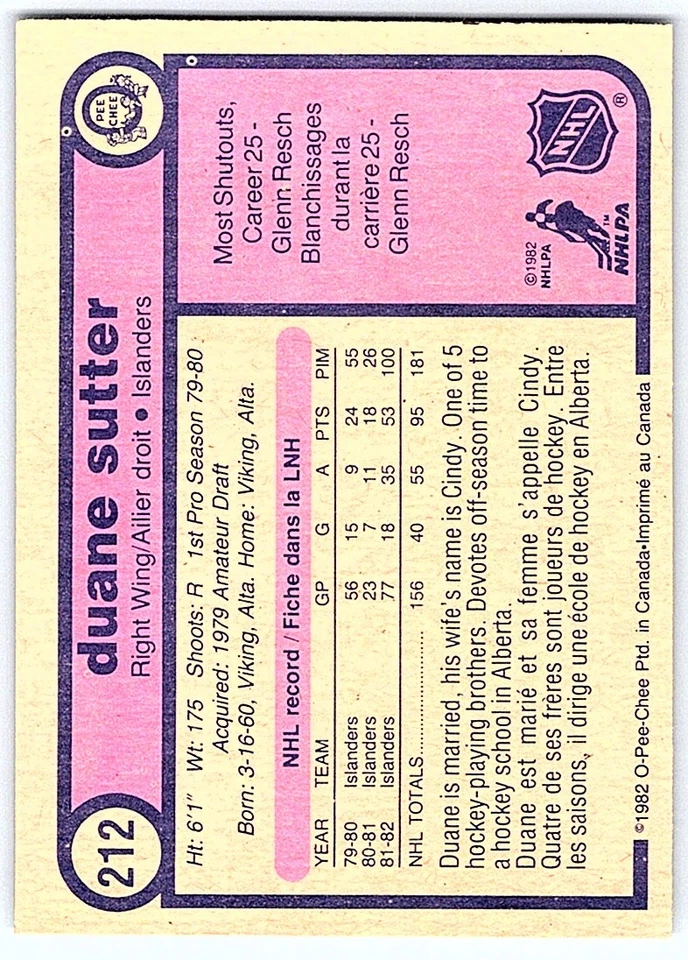 212
duane sutter
Right Wing/Ailier droit • Islanders
O
PEE
CHEE
Ht: 6'1" Wt: 175 Shoots: R 1st Pro Season 79-80
Acquired: 1979 Amateur Draft
Born: 3-16-60, Viking, Alta. Home: Viking, Alta.
NHL record / Fiche dans la LNH
YEAR TEAM GP G A PTS PIM
79-80 Islanders 56 15 9 24 55
80-81 Islanders 23 7 11 18 26
81-82 Islanders 77 18 35 53 100
NHL TOTALS.................. 156 40 55 95 181
Duane is married, his wife's name is Cindy. One of 5
hockey-playing brothers. Devotes off-season time to
a hockey school in Alberta.
Duane est marié et sa femme s'appelle Cindy.
Quatre de ses frères sont joueurs de hockey. Entre
les saisons, il dirige une école de hockey en Alberta.
Most Shutouts,
Career 25 -
Glenn Resch
Blanchissages
durant la
carrière 25 -
Glenn Resch
©1982
NHLPA
NHLPA™
NHL®
©1982 O-Pee-Chee Ptd. in Canada•Imprimé au Canada